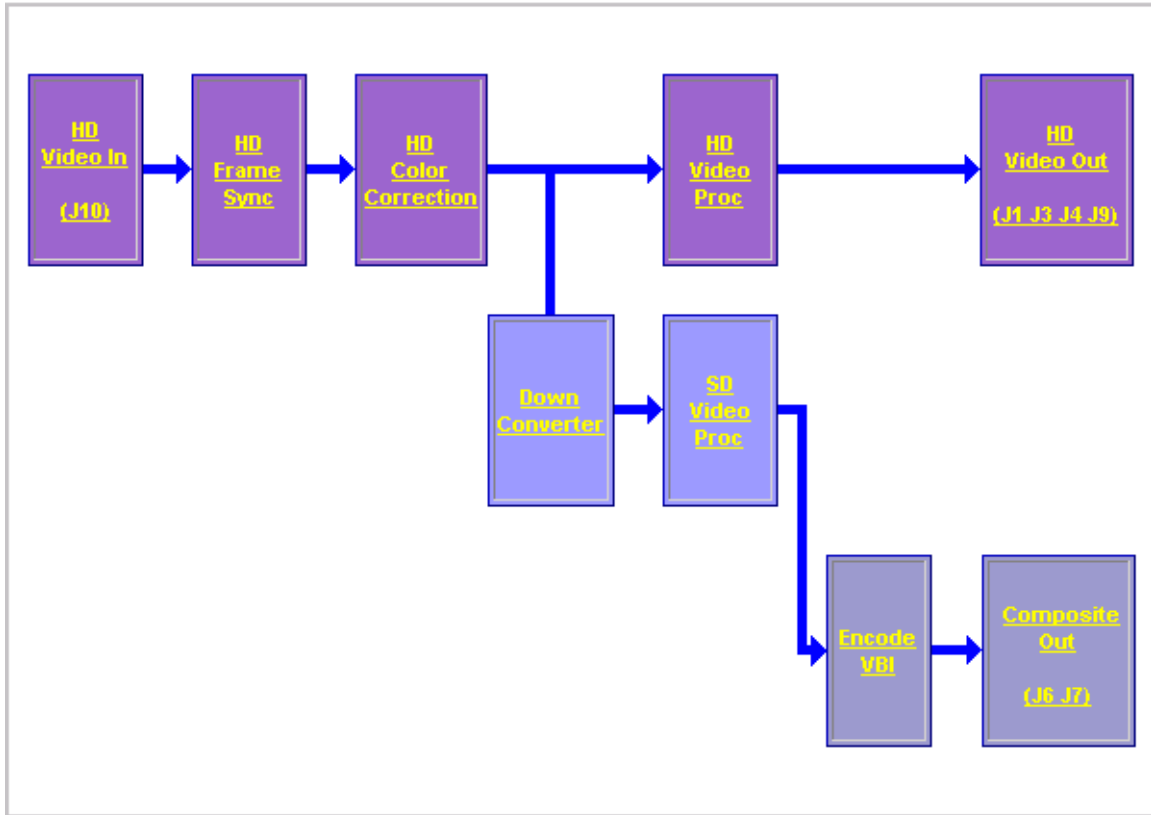 HD
Video In
(J10)
HD
Frame
Sync
HD
Color
Correction
HD
Video
Proc
HD
Video Out
(J1 J3 J4 J9)
Down
Converter
SD
Video
Proc
Encode
VBI
Composite
Out
(J6 J7)